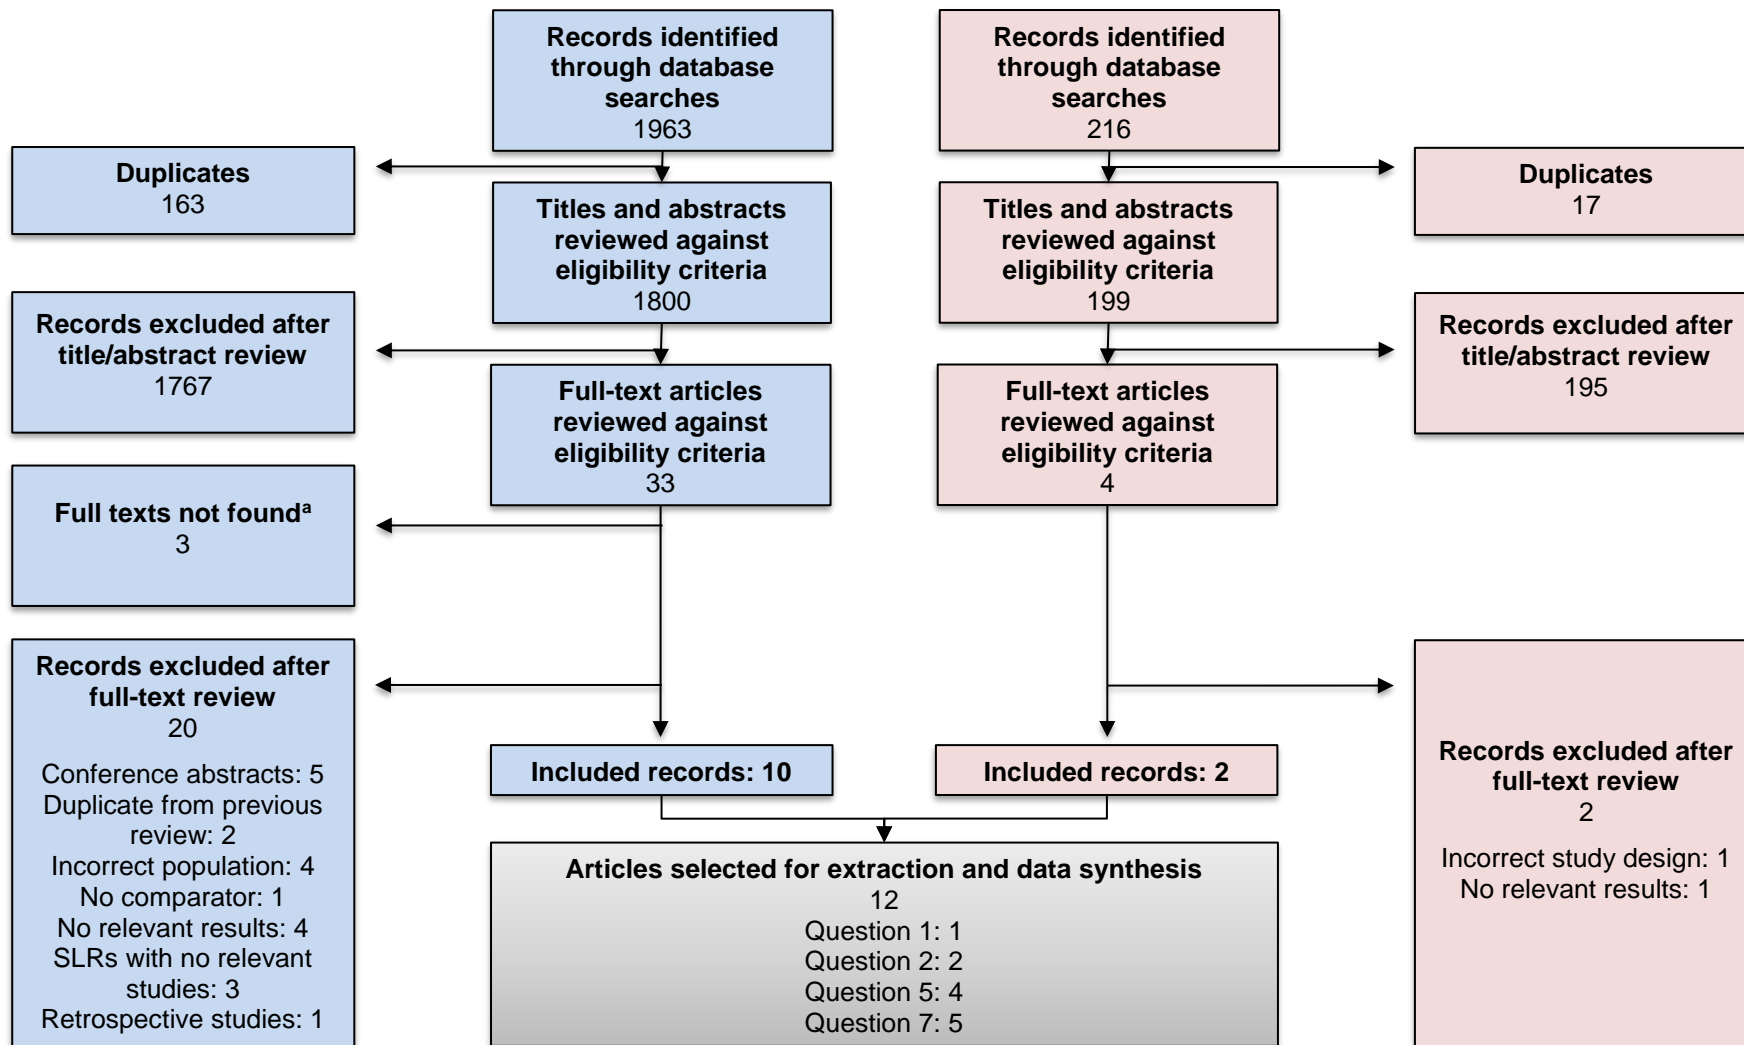 Records identified
through database
searches
1963
Records identified
through database
searches
216
Duplicates
163
Duplicates
17
Titles and abstracts
reviewed against
eligibility criteria
1800
Titles and abstracts
reviewed against
eligibility criteria
199
Records excluded after
title/abstract review
1767
Records excluded after
title/abstract review
195
Full-text articles
reviewed against
eligibility criteria
33
Full-text articles
reviewed against
eligibility criteria
4
Full texts not foundᵃ
3
Records excluded after
full-text review
20
Conference abstracts: 5
Duplicate from previous
review: 2
Incorrect population: 4
No comparator: 1
No relevant results: 4
SLRs with no relevant
studies: 3
Retrospective studies: 1
Included records: 10
Included records: 2
Records excluded after
full-text review
2
Incorrect study design: 1
No relevant results: 1
Articles selected for extraction and data synthesis
12
Question 1: 1
Question 2: 2
Question 5: 4
Question 7: 5